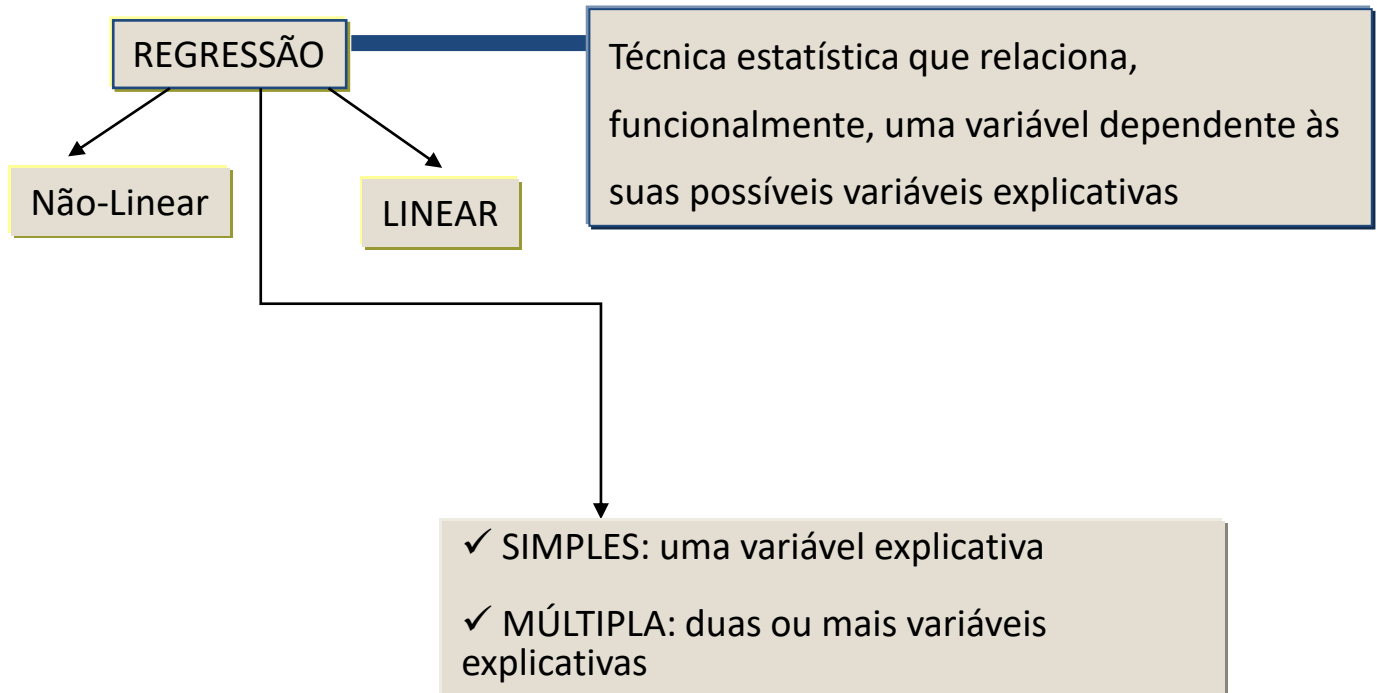 REGRESSÃO
Técnica estatística que relaciona,
funcionalmente, uma variável dependente às
suas possíveis variáveis explicativas
Não-Linear
LINEAR
✓ SIMPLES: uma variável explicativa
✓ MÚLTIPLA: duas ou mais variáveis
explicativas